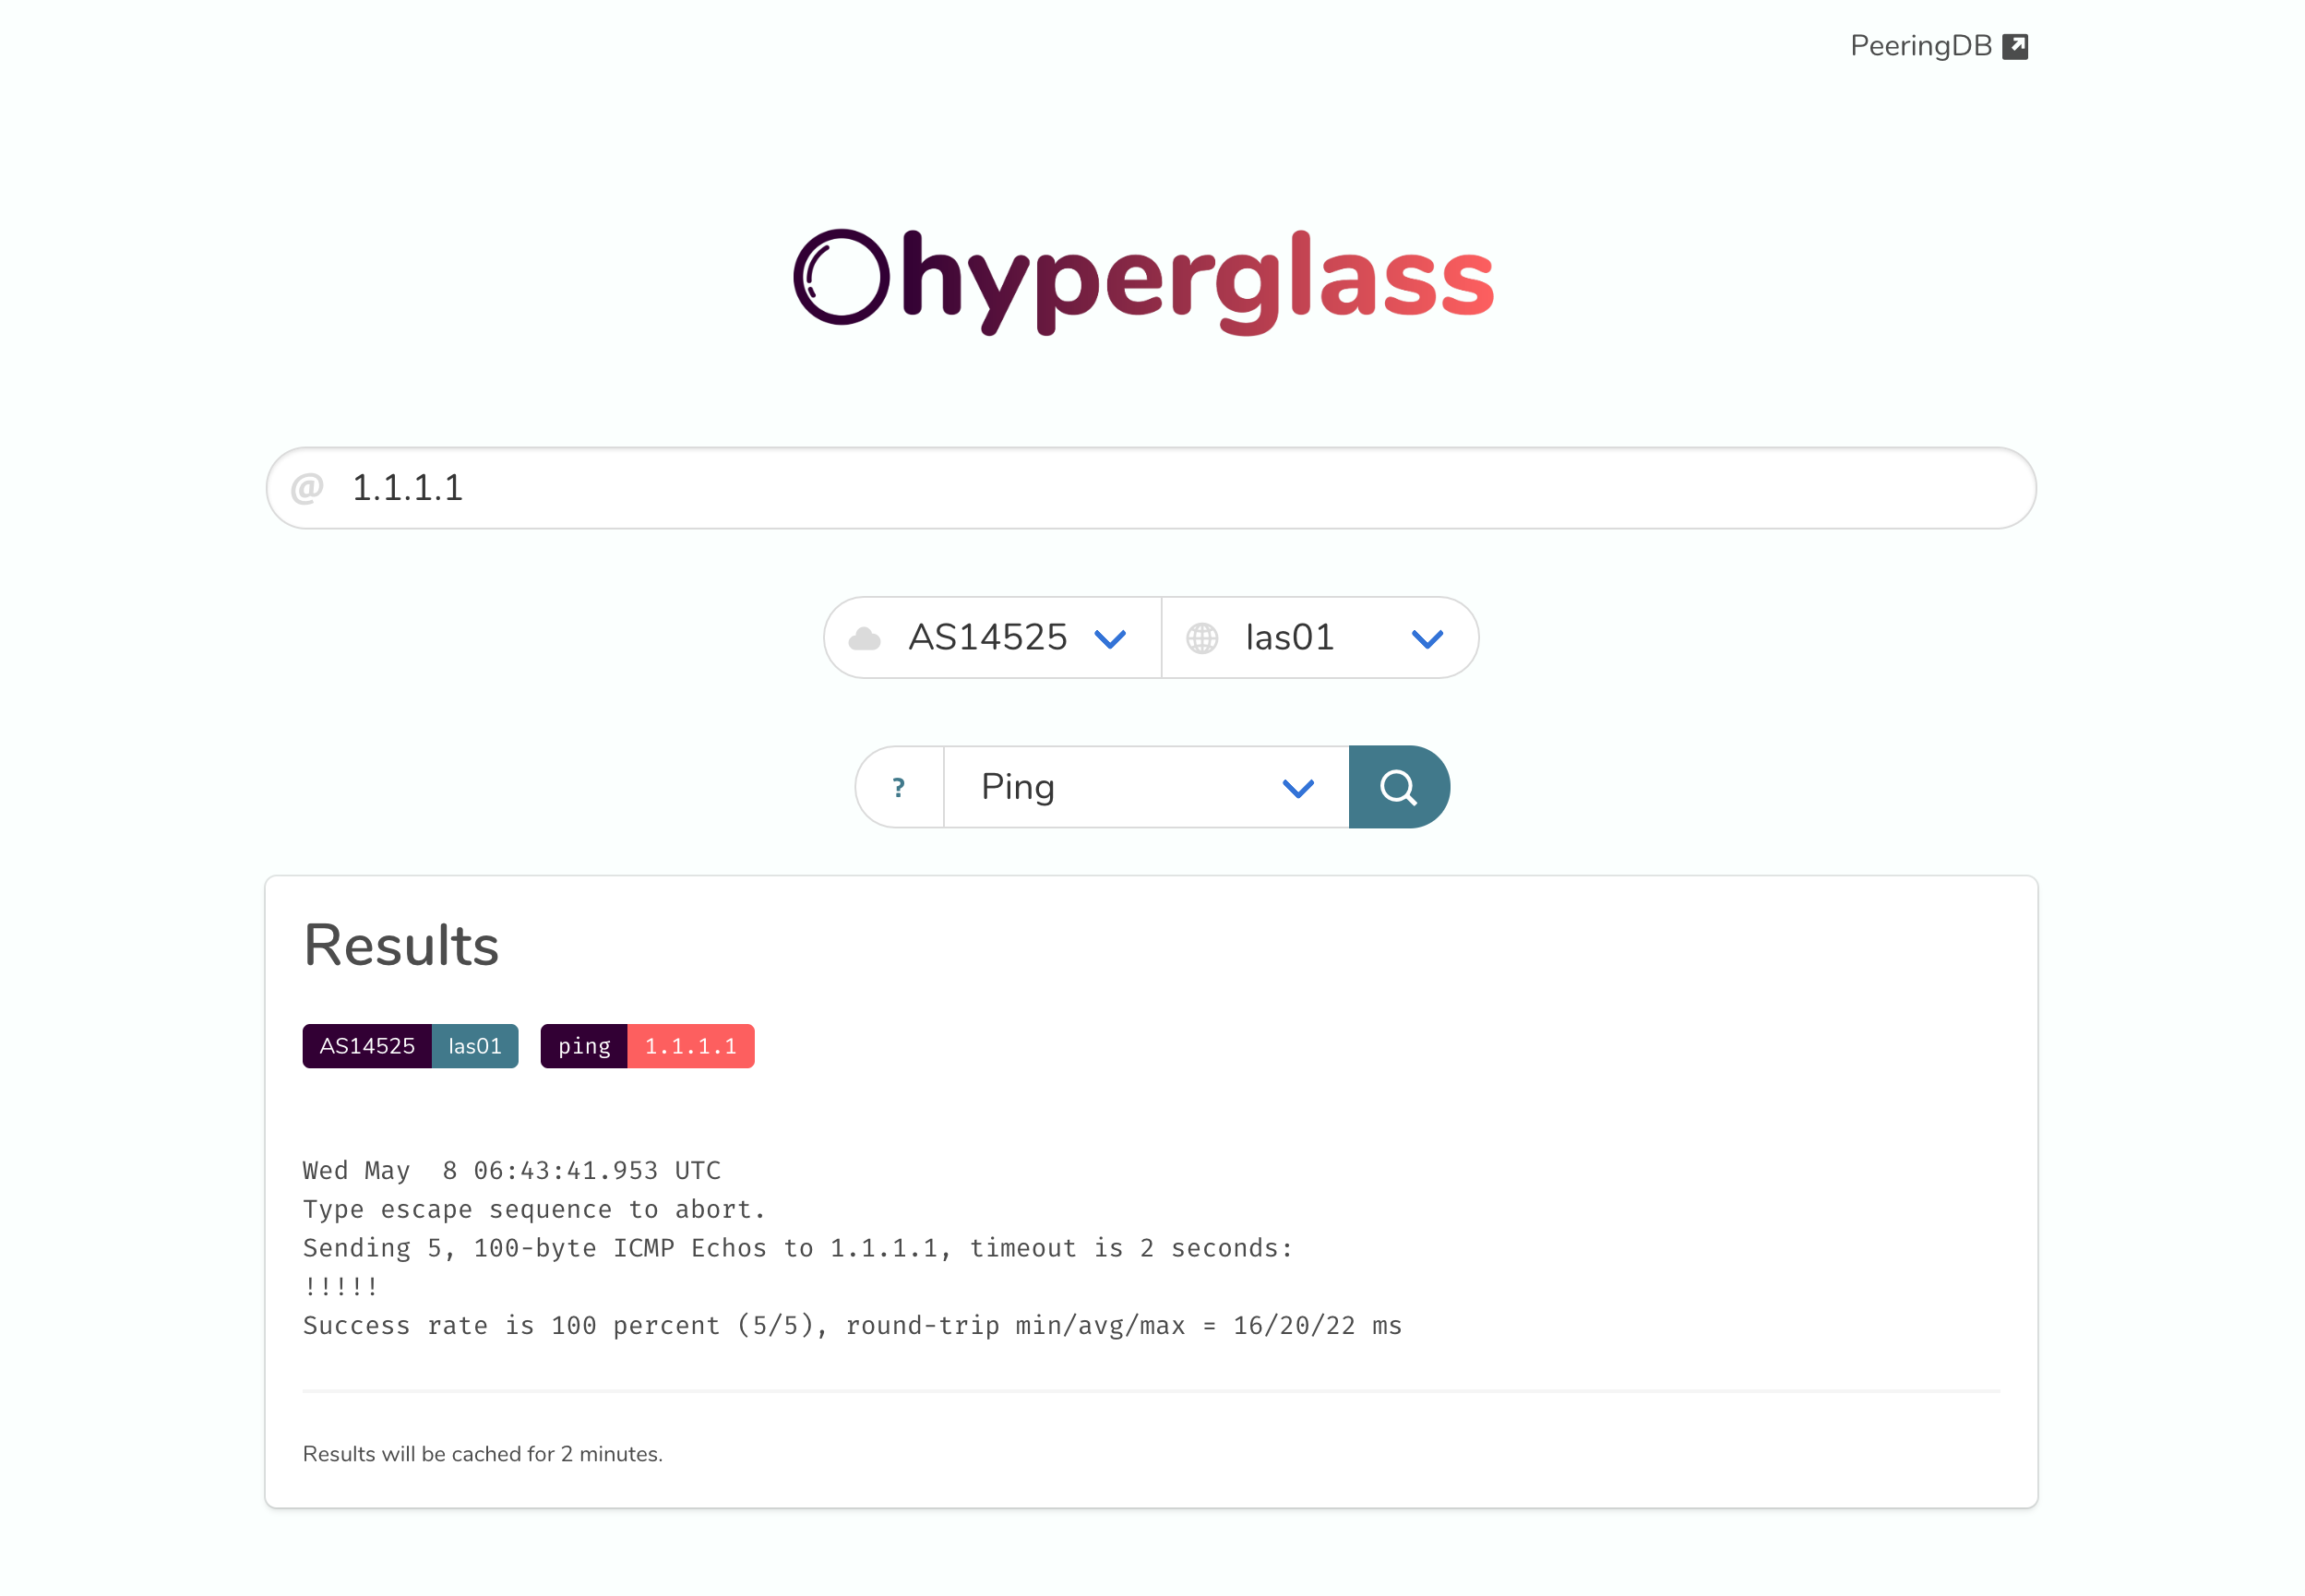 PeeringDB
hyperglass
@ 1.1.1.1
AS14525 las01
? Ping
Results
AS14525 las01 ping 1.1.1.1
Wed May  8 06:43:41.953 UTC
Type escape sequence to abort.
Sending 5, 100-byte ICMP Echos to 1.1.1.1, timeout is 2 seconds:
!!!!!
Success rate is 100 percent (5/5), round-trip min/avg/max = 16/20/22 ms
Results will be cached for 2 minutes.